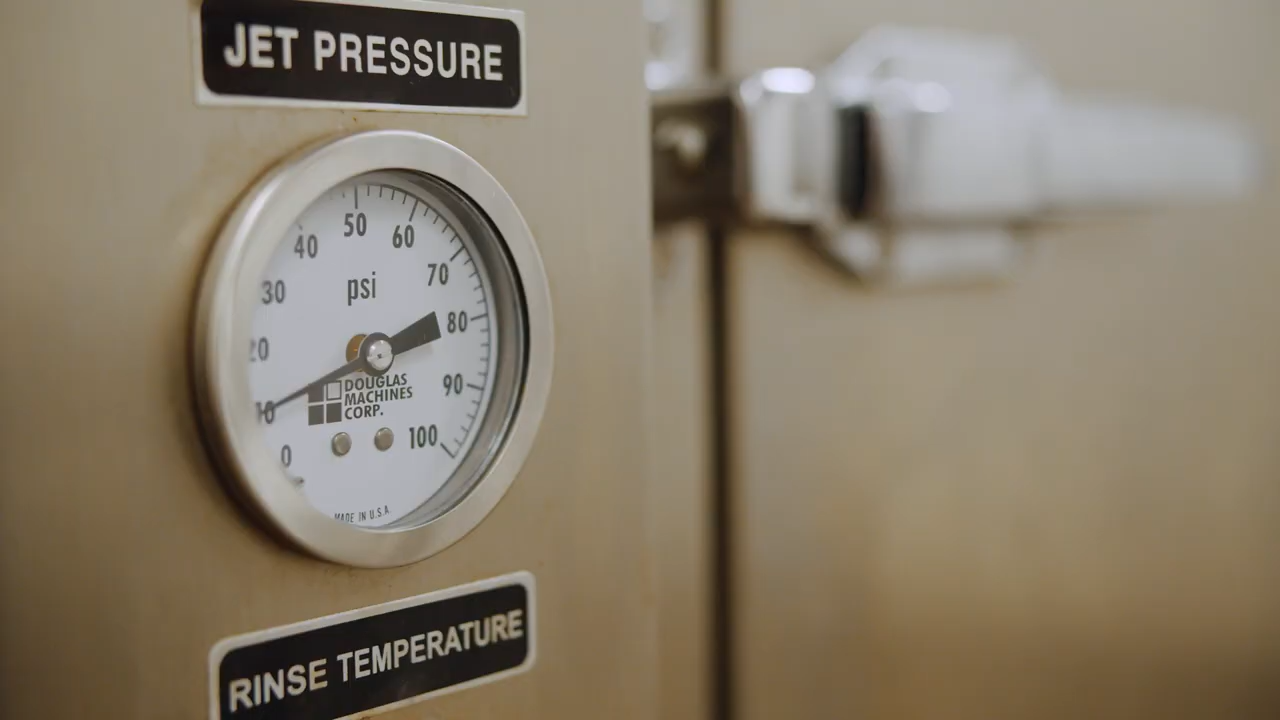 JET PRESSURE
50
40
60
30
70
psi
20
80
10
DOUGLAS
MACHINES
CORP.
90
0
100
MADE IN U.S.A.
RINSE TEMPERATURE